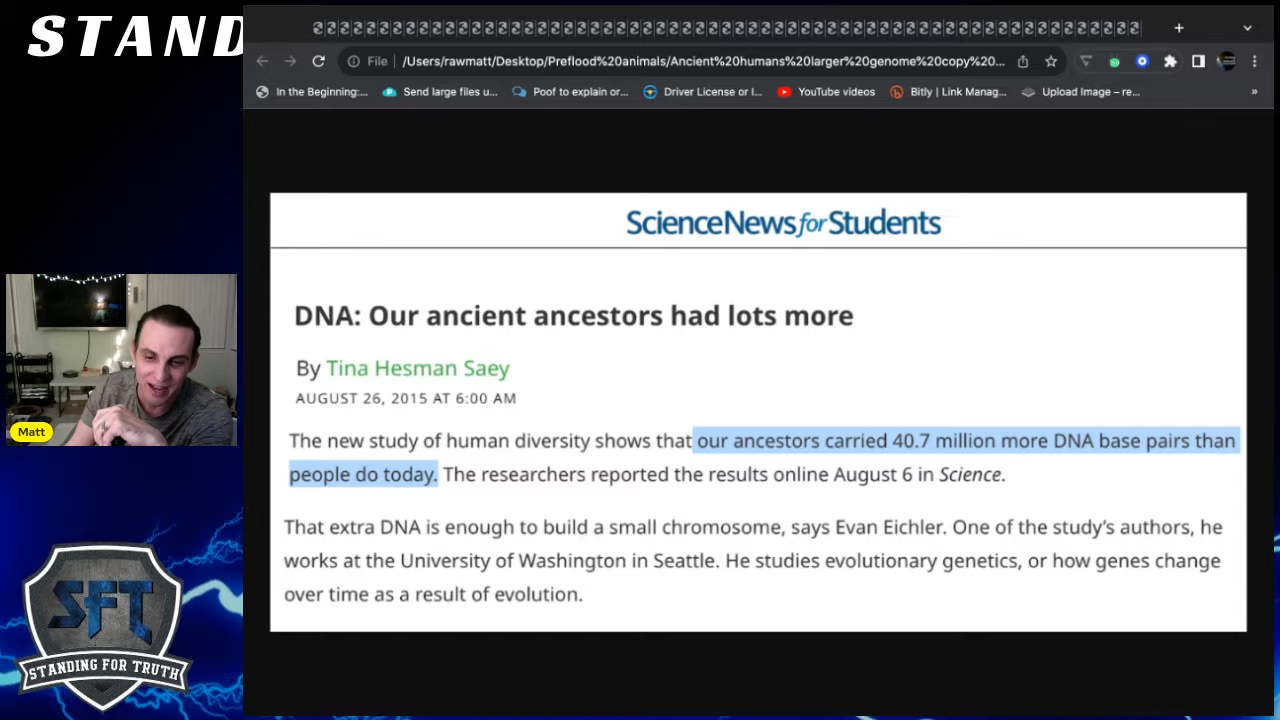 STAND
File
/Users/rawmatt/Desktop/Preflood%20animals/Ancient%20humans%20larger%20genome%20copy%20...
In the Beginning:...
Send large files u...
Poof to explain or...
Driver License or I...
YouTube videos
Bitly | Link Manag...
Upload Image – re...
»
ScienceNews for Students
DNA: Our ancient ancestors had lots more
By Tina Hesman Saey
AUGUST 26, 2015 AT 6:00 AM
The new study of human diversity shows that our ancestors carried 40.7 million more DNA base pairs than
people do today. The researchers reported the results online August 6 in Science.
That extra DNA is enough to build a small chromosome, says Evan Eichler. One of the study's authors, he
works at the University of Washington in Seattle. He studies evolutionary genetics, or how genes change
over time as a result of evolution.
Matt
SFT
STANDING FOR TRUTH